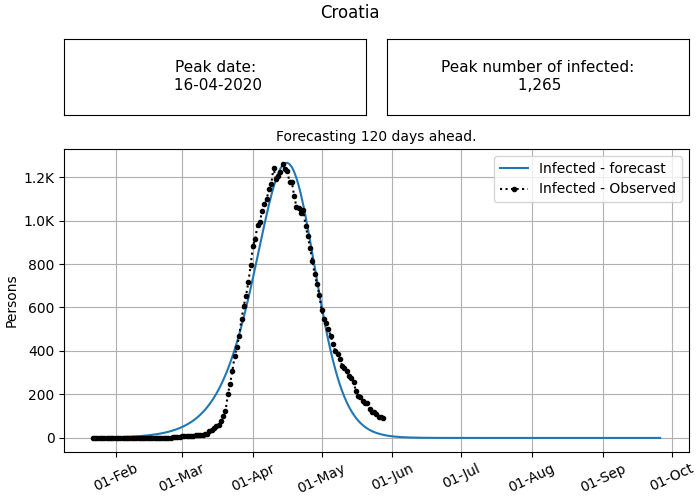 Croatia
Peak date:
16-04-2020
Peak number of infected:
1,265
Forecasting 120 days ahead.
Infected - forecast
Infected - Observed
1.2K
1.0K
800
600
400
200
0
Persons
01-Feb
01-Mar
01-Apr
01-May
01-Jun
01-Jul
01-Aug
01-Sep
01-Oct